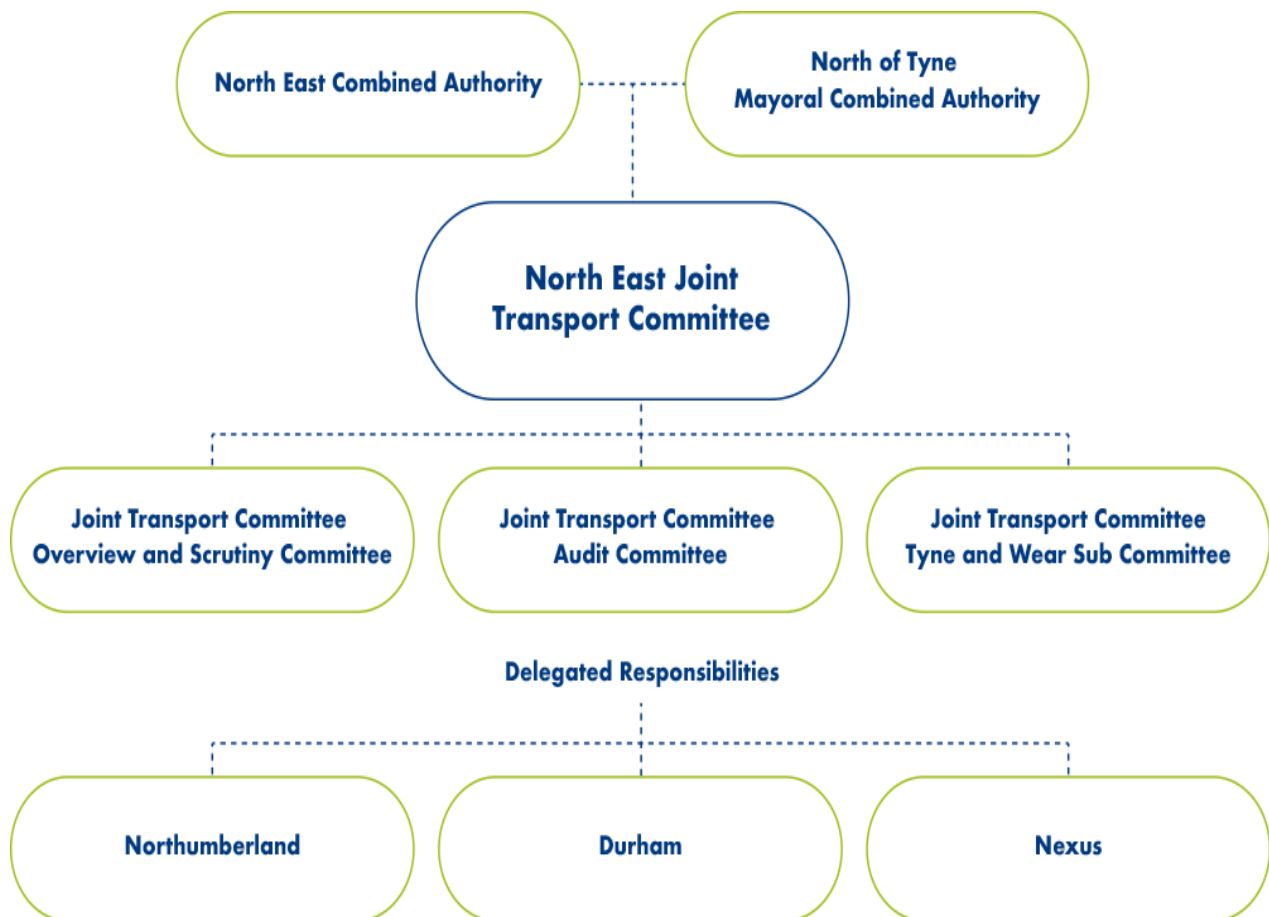 North East Combined Authority
North of Tyne
Mayoral Combined Authority
North East Joint
Transport Committee
Joint Transport Committee
Overview and Scrutiny Committee
Joint Transport Committee
Audit Committee
Joint Transport Committee
Tyne and Wear Sub Committee
Delegated Responsibilities
Northumberland
Durham
Nexus